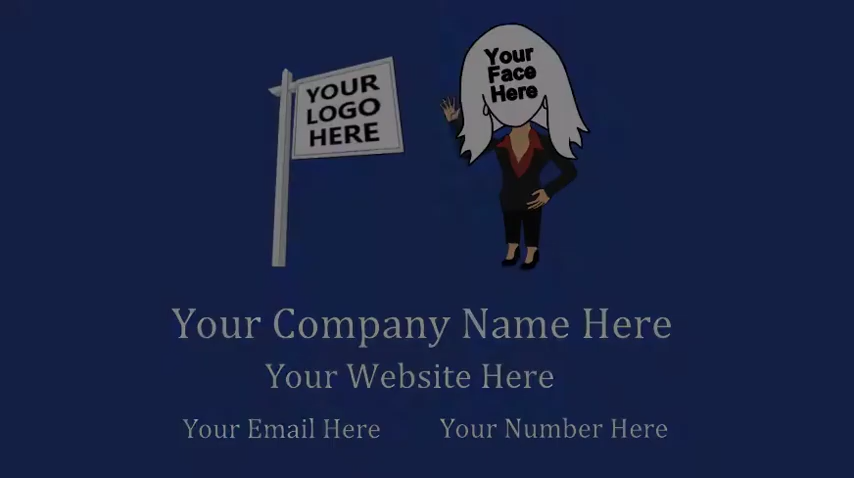 YOUR
LOGO
HERE
Your
Face
Here
Your Company Name Here
Your Website Here
Your Email Here
Your Number Here